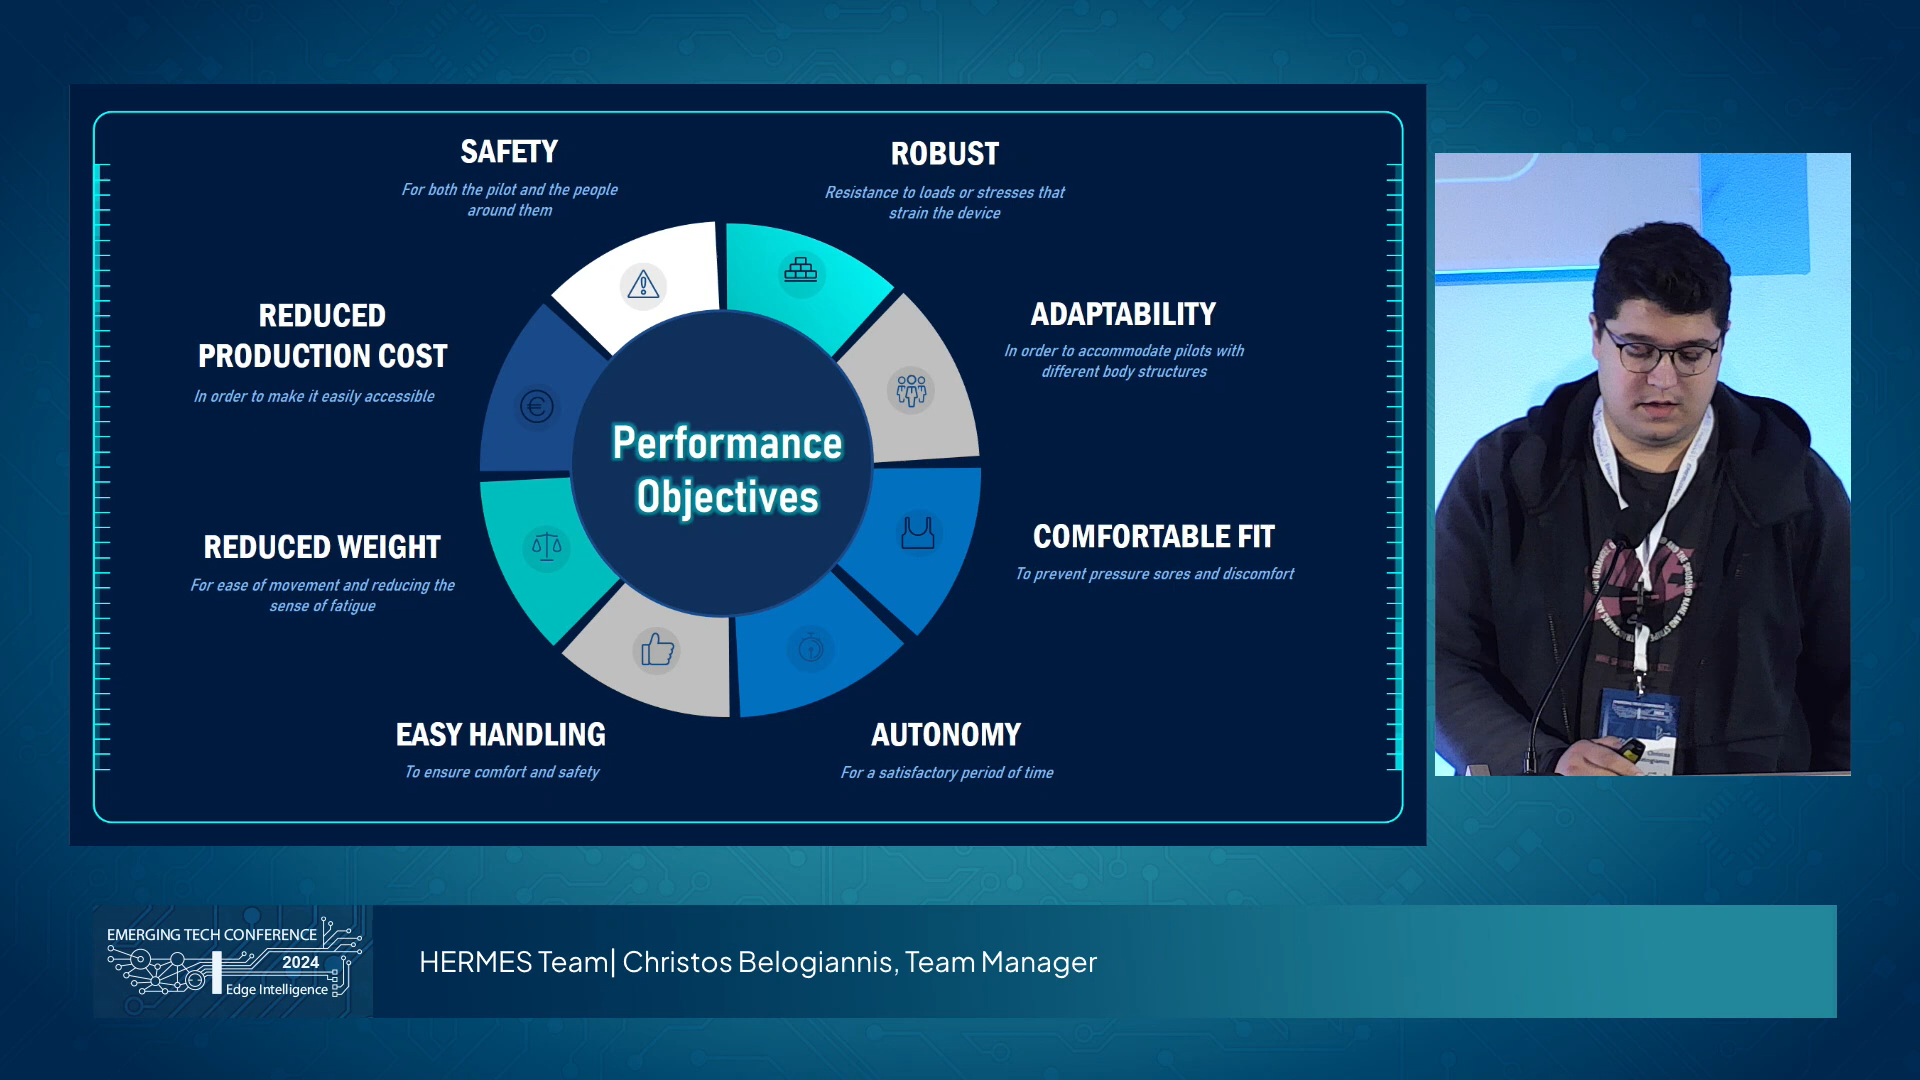 SAFETY
For both the pilot and the people
around them
ROBUST
Resistance to loads or stresses that
strain the device
REDUCED
PRODUCTION COST
In order to make it easily accessible
ADAPTABILITY
In order to accommodate pilots with
different body structures
Performance
Objectives
REDUCED WEIGHT
For ease of movement and reducing the
sense of fatigue
COMFORTABLE FIT
To prevent pressure sores and discomfort
EASY HANDLING
To ensure comfort and safety
AUTONOMY
For a satisfactory period of time
Christos
EMERGING TECH CONFERENCE
2024
Edge Intelligence
HERMES Team| Christos Belogiannis, Team Manager